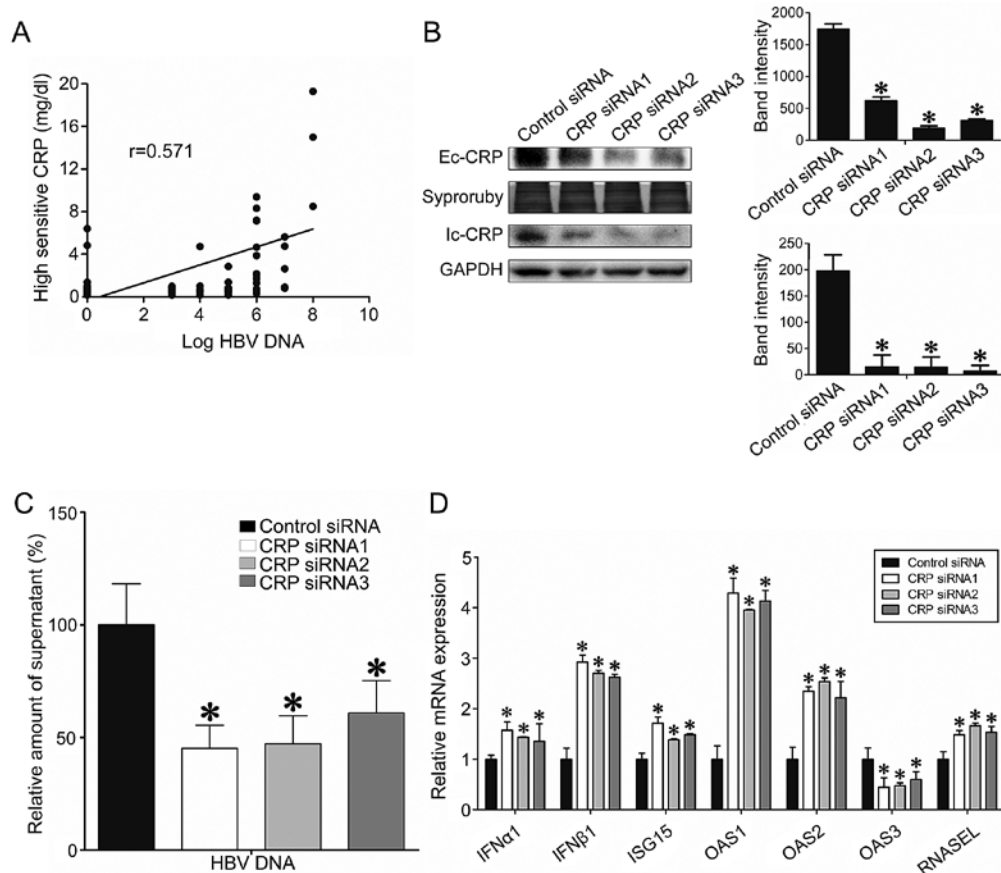 A
High sensitive CRP (mg/dl)
20
16
12
8
4
0
r=0.571
0 2 4 6 8 10
Log HBV DNA
B
Control siRNA
CRP siRNA1
CRP siRNA2
CRP siRNA3
Ec-CRP
Syproruby
Ic-CRP
GAPDH
Band intensity
2000
1500
1000
500
0
* * *
Control siRNA
CRP siRNA1
CRP siRNA2
CRP siRNA3
Band intensity
250
200
150
100
50
0
* * *
Control siRNA
CRP siRNA1
CRP siRNA2
CRP siRNA3
C
Relative amount of supernatant (%)
150
100
50
0
Control siRNA
CRP siRNA1
CRP siRNA2
CRP siRNA3
* * *
HBV DNA
D
Relative mRNA expression
5
4
3
2
1
0
Control siRNA
CRP siRNA1
CRP siRNA2
CRP siRNA3
* * * * * * * * * * * * * * * * * * * * *
IFNα1
IFNβ1
ISG15
OAS1
OAS2
OAS3
RNASEL